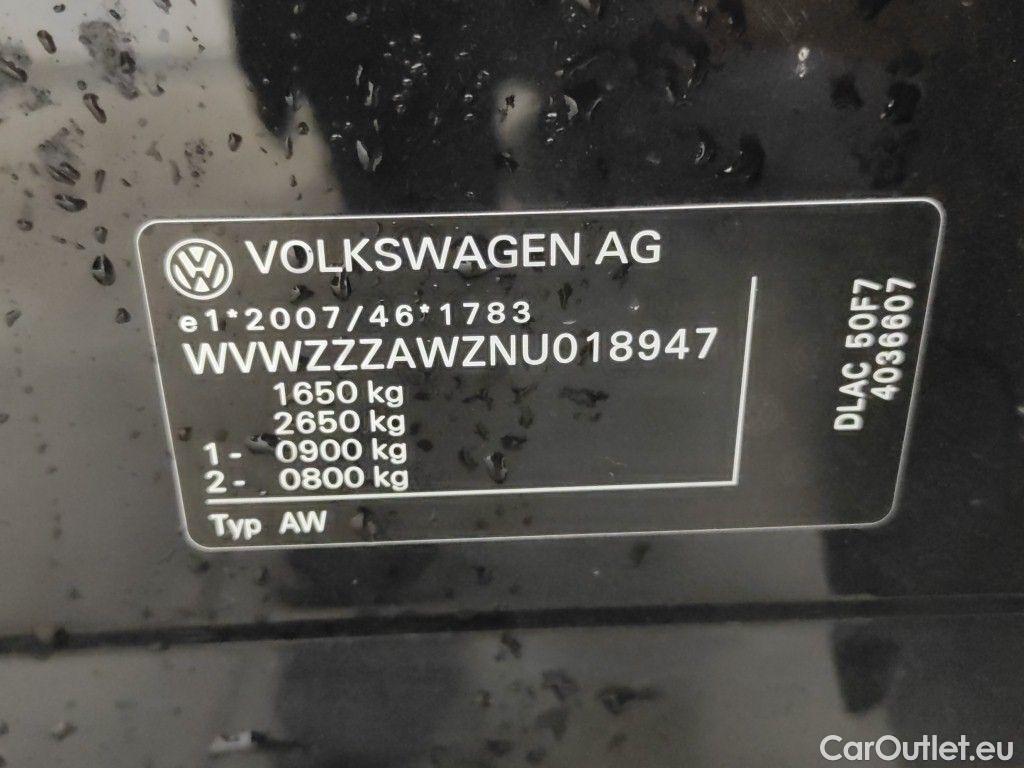 VW VOLKSWAGEN AG
e1*2007/46*1783
WVWZZZAWZNU018947
1650 kg
2650 kg
1- 0900 kg
2- 0800 kg
Typ AW
DLAC 50F7
4036607
CarOutlet.eu